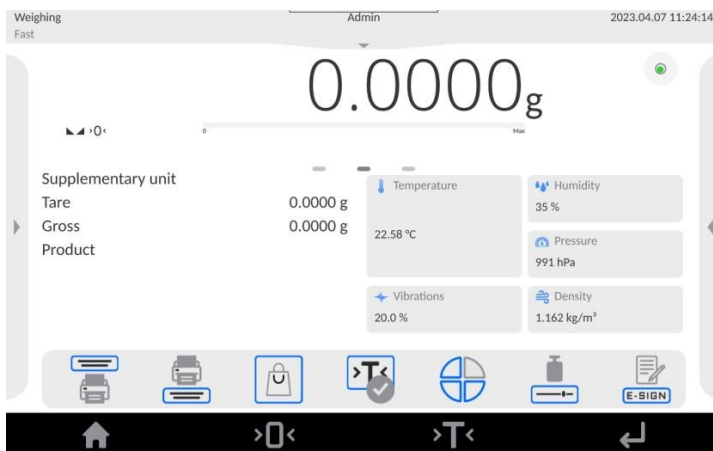 Weighing
Admin
2023.04.07 11:24:14
Fast
0.0000g
>0<
0
Max
Supplementary unit
Tare 0.0000 g
Gross 0.0000 g
Product
Temperature
22.58 °C
Humidity
35 %
Pressure
991 hPa
Vibrations
20.0 %
Density
1.162 kg/m³
>T<
E-SIGN
>0<
>T<